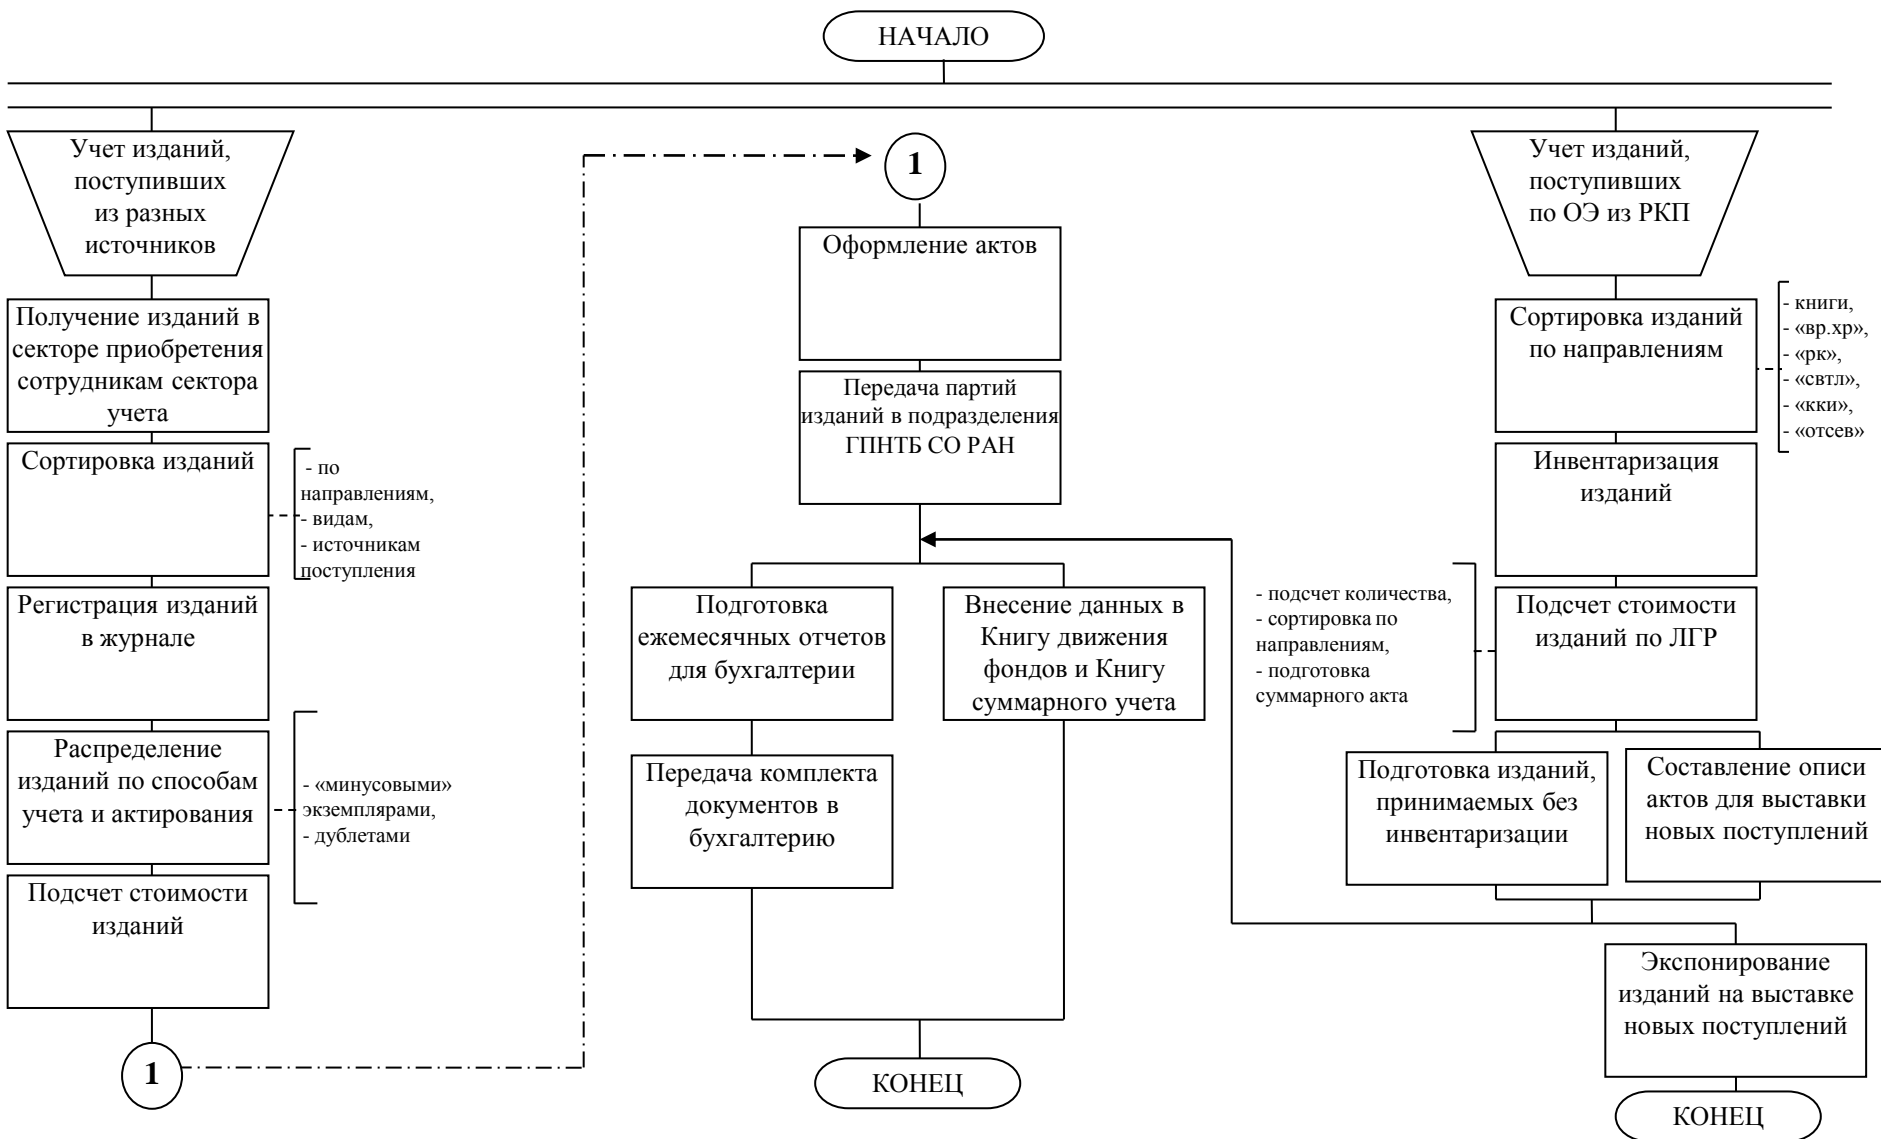 НАЧАЛО
Учет изданий,
поступивших
из разных
источников
Получение изданий в
секторе приобретения
сотрудникам сектора
учета
Сортировка изданий
- по
направлениям,
- видам,
- источникам
поступления
Регистрация изданий
в журнале
Распределение
изданий по способам
учета и актирования
- «минусовыми»
экземплярами,
- дублетами
Подсчет стоимости
изданий
1
1
Оформление актов
Передача партий
изданий в подразделения
ГПНТБ СО РАН
Подготовка
ежемесячных отчетов
для бухгалтерии
Внесение данных в
Книгу движения
фондов и Книгу
суммарного учета
Передача комплекта
документов в
бухгалтерию
КОНЕЦ
Учет изданий,
поступивших
по ОЭ из РКП
Сортировка изданий
по направлениям
- книги,
- «вр.хр»,
- «рк»,
- «свтл»,
- «кки»,
- «отсев»
Инвентаризация
изданий
Подсчет стоимости
изданий по ЛГР
- подсчет количества,
- сортировка по
направлениям,
- подготовка
суммарного акта
Подготовка изданий,
принимаемых без
инвентаризации
Составление описи
актов для выставки
новых поступлений
Экспонирование
изданий на выставке
новых поступлений
КОНЕЦ